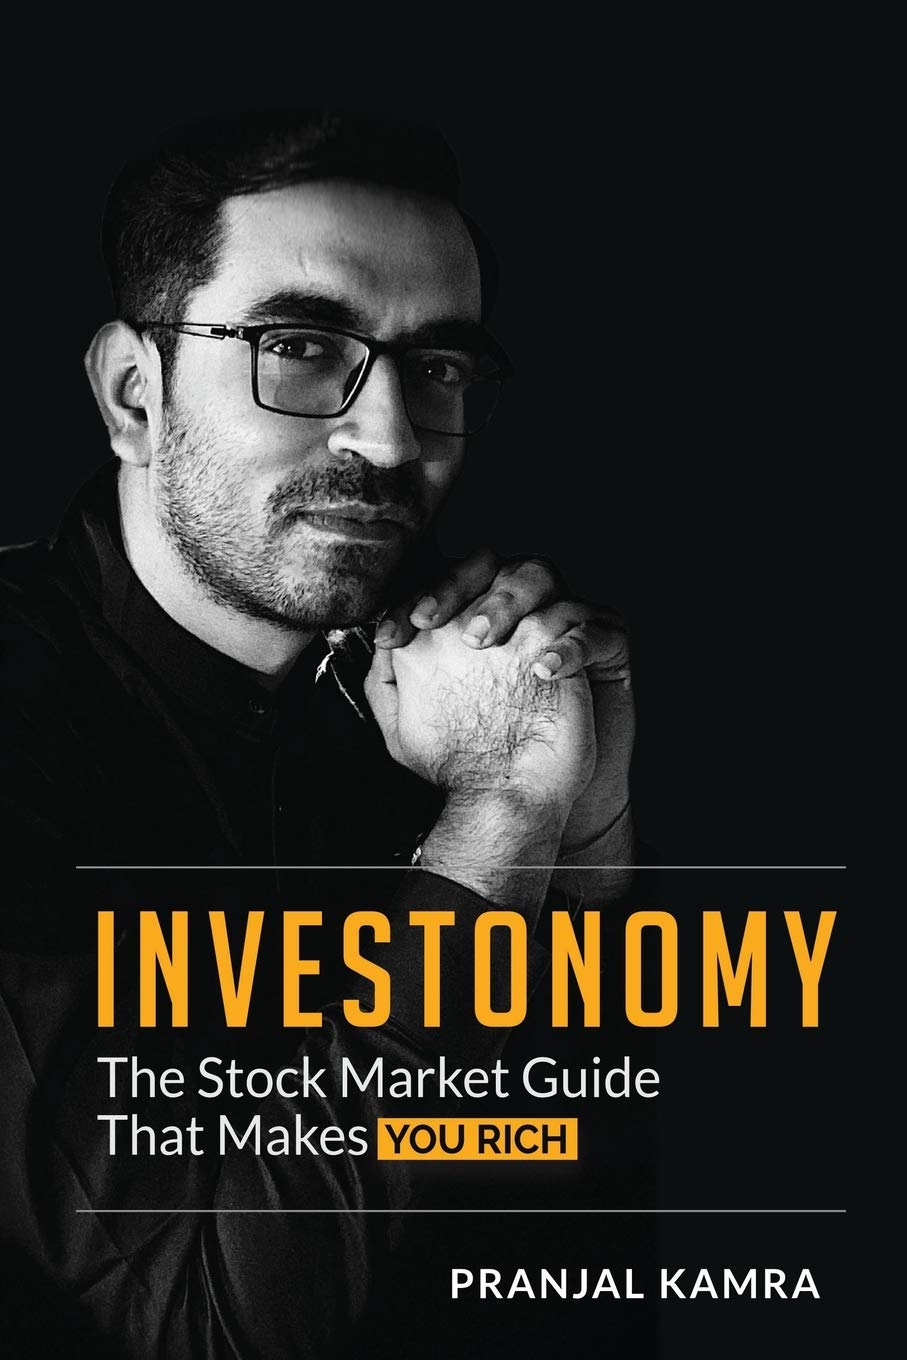 INVESTONOMY
The Stock Market Guide
That Makes YOU RICH
PRANJAL KAMRA